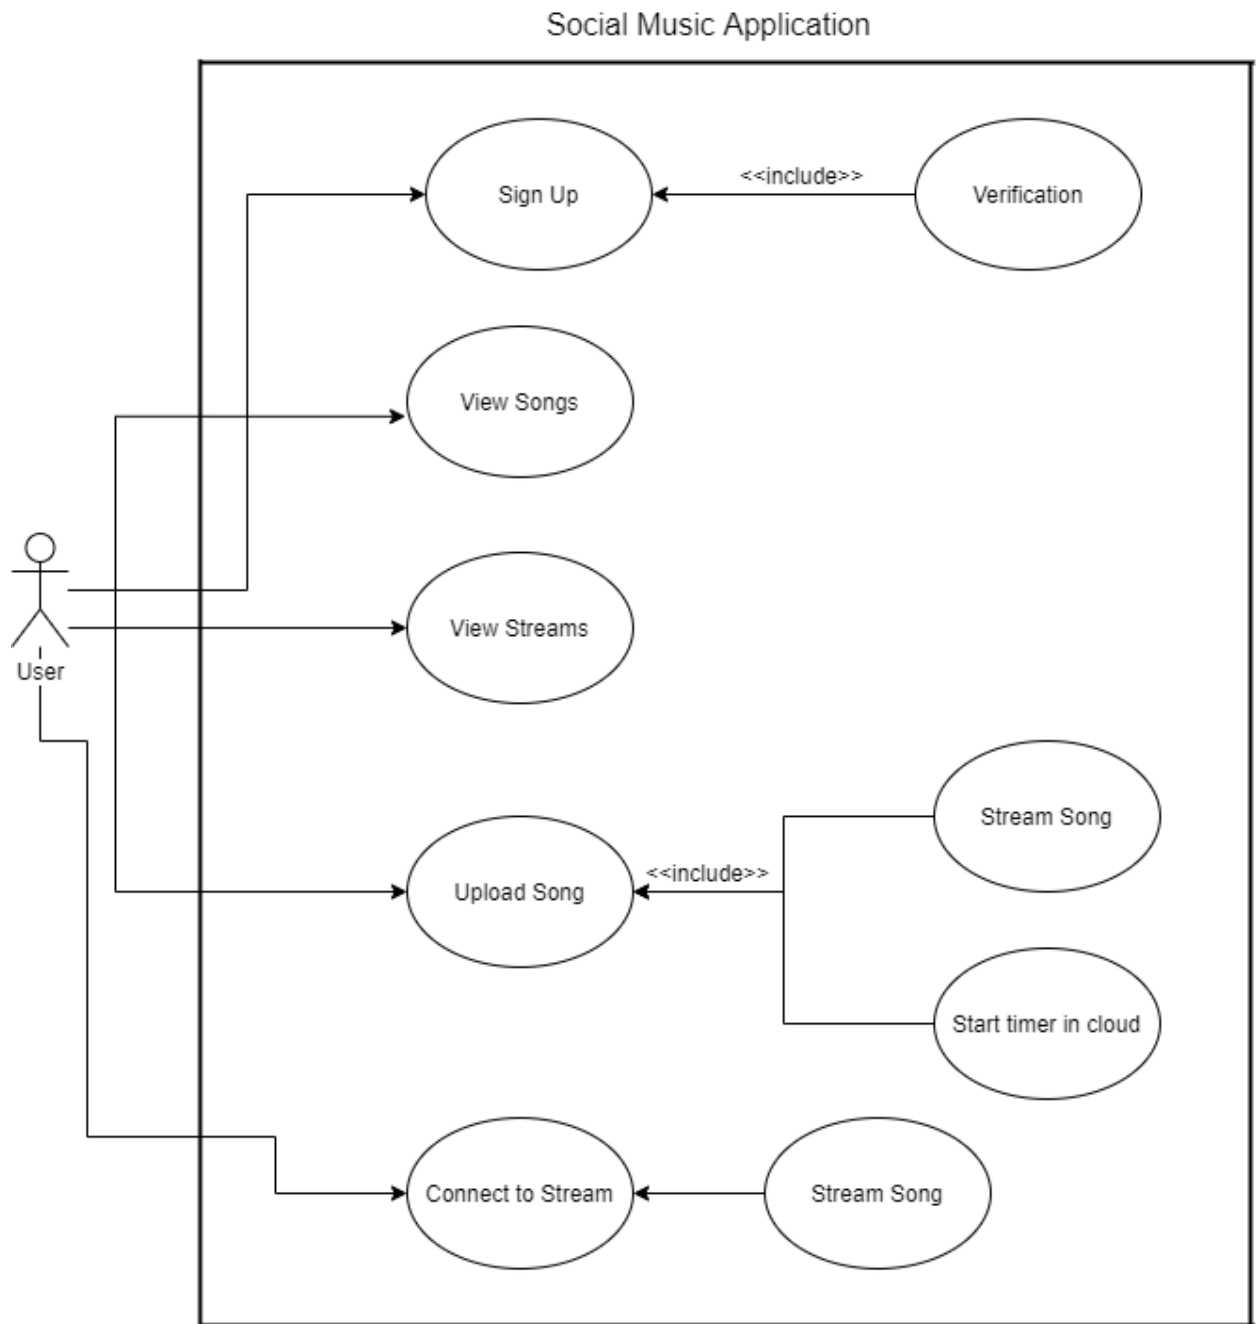 Social Music Application
Sign Up
<<include>>
Verification
View Songs
View Streams
User
Stream Song
Upload Song
<<include>>
Start timer in cloud
Connect to Stream
Stream Song